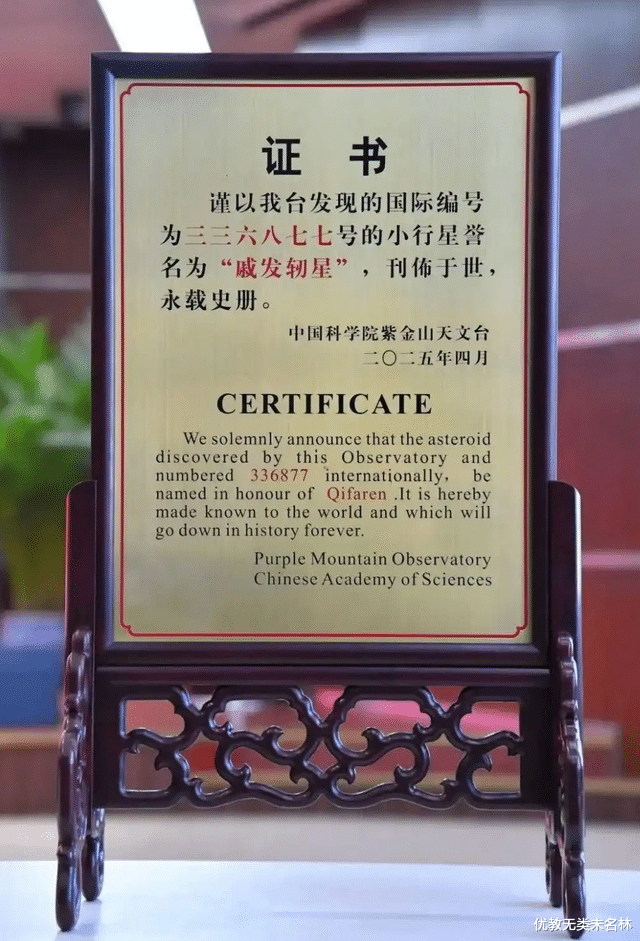 证 书
谨以我台发现的国际编号
为三三六八七七号的小行星誉
名为“戚发轫星”，刊佈于世，
永载史册。
中国科学院紫金山天文台
二〇二五年四月
CERTIFICATE
We solemnly announce that the asteroid
discovered by this Observatory and
numbered 336877 internationally, be
named in honour of Qifaren .It is hereby
made known to the world and which will
go down in history forever.
Purple Mountain Observatory
Chinese Academy of Sciences
优教无类未名林